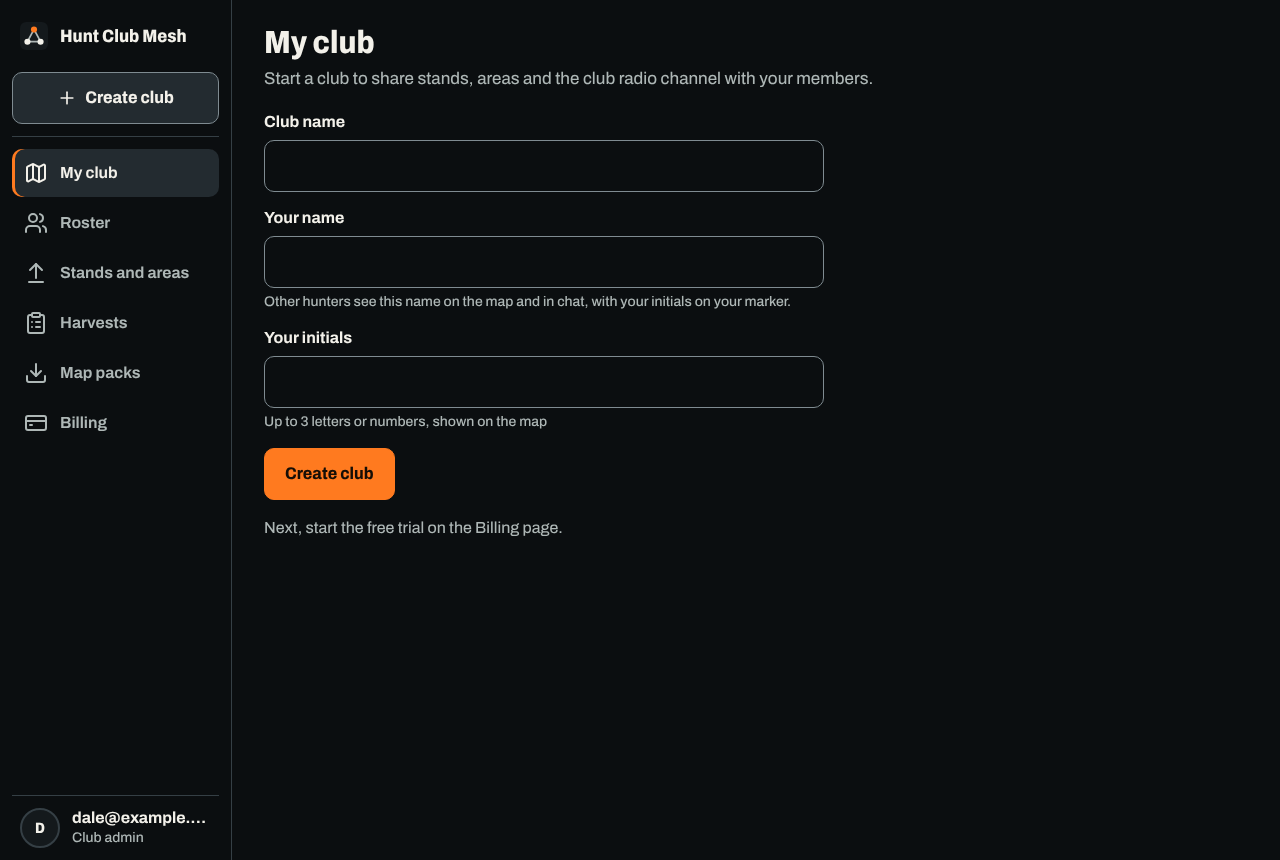 Hunt Club Mesh
Create club
My club
Roster
Stands and areas
Harvests
Map packs
Billing
D
dale@example....
Club admin
My club
Start a club to share stands, areas and the club radio channel with your members.
Club name
Your name
Other hunters see this name on the map and in chat, with your initials on your marker.
Your initials
Up to 3 letters or numbers, shown on the map
Create club
Next, start the free trial on the Billing page.